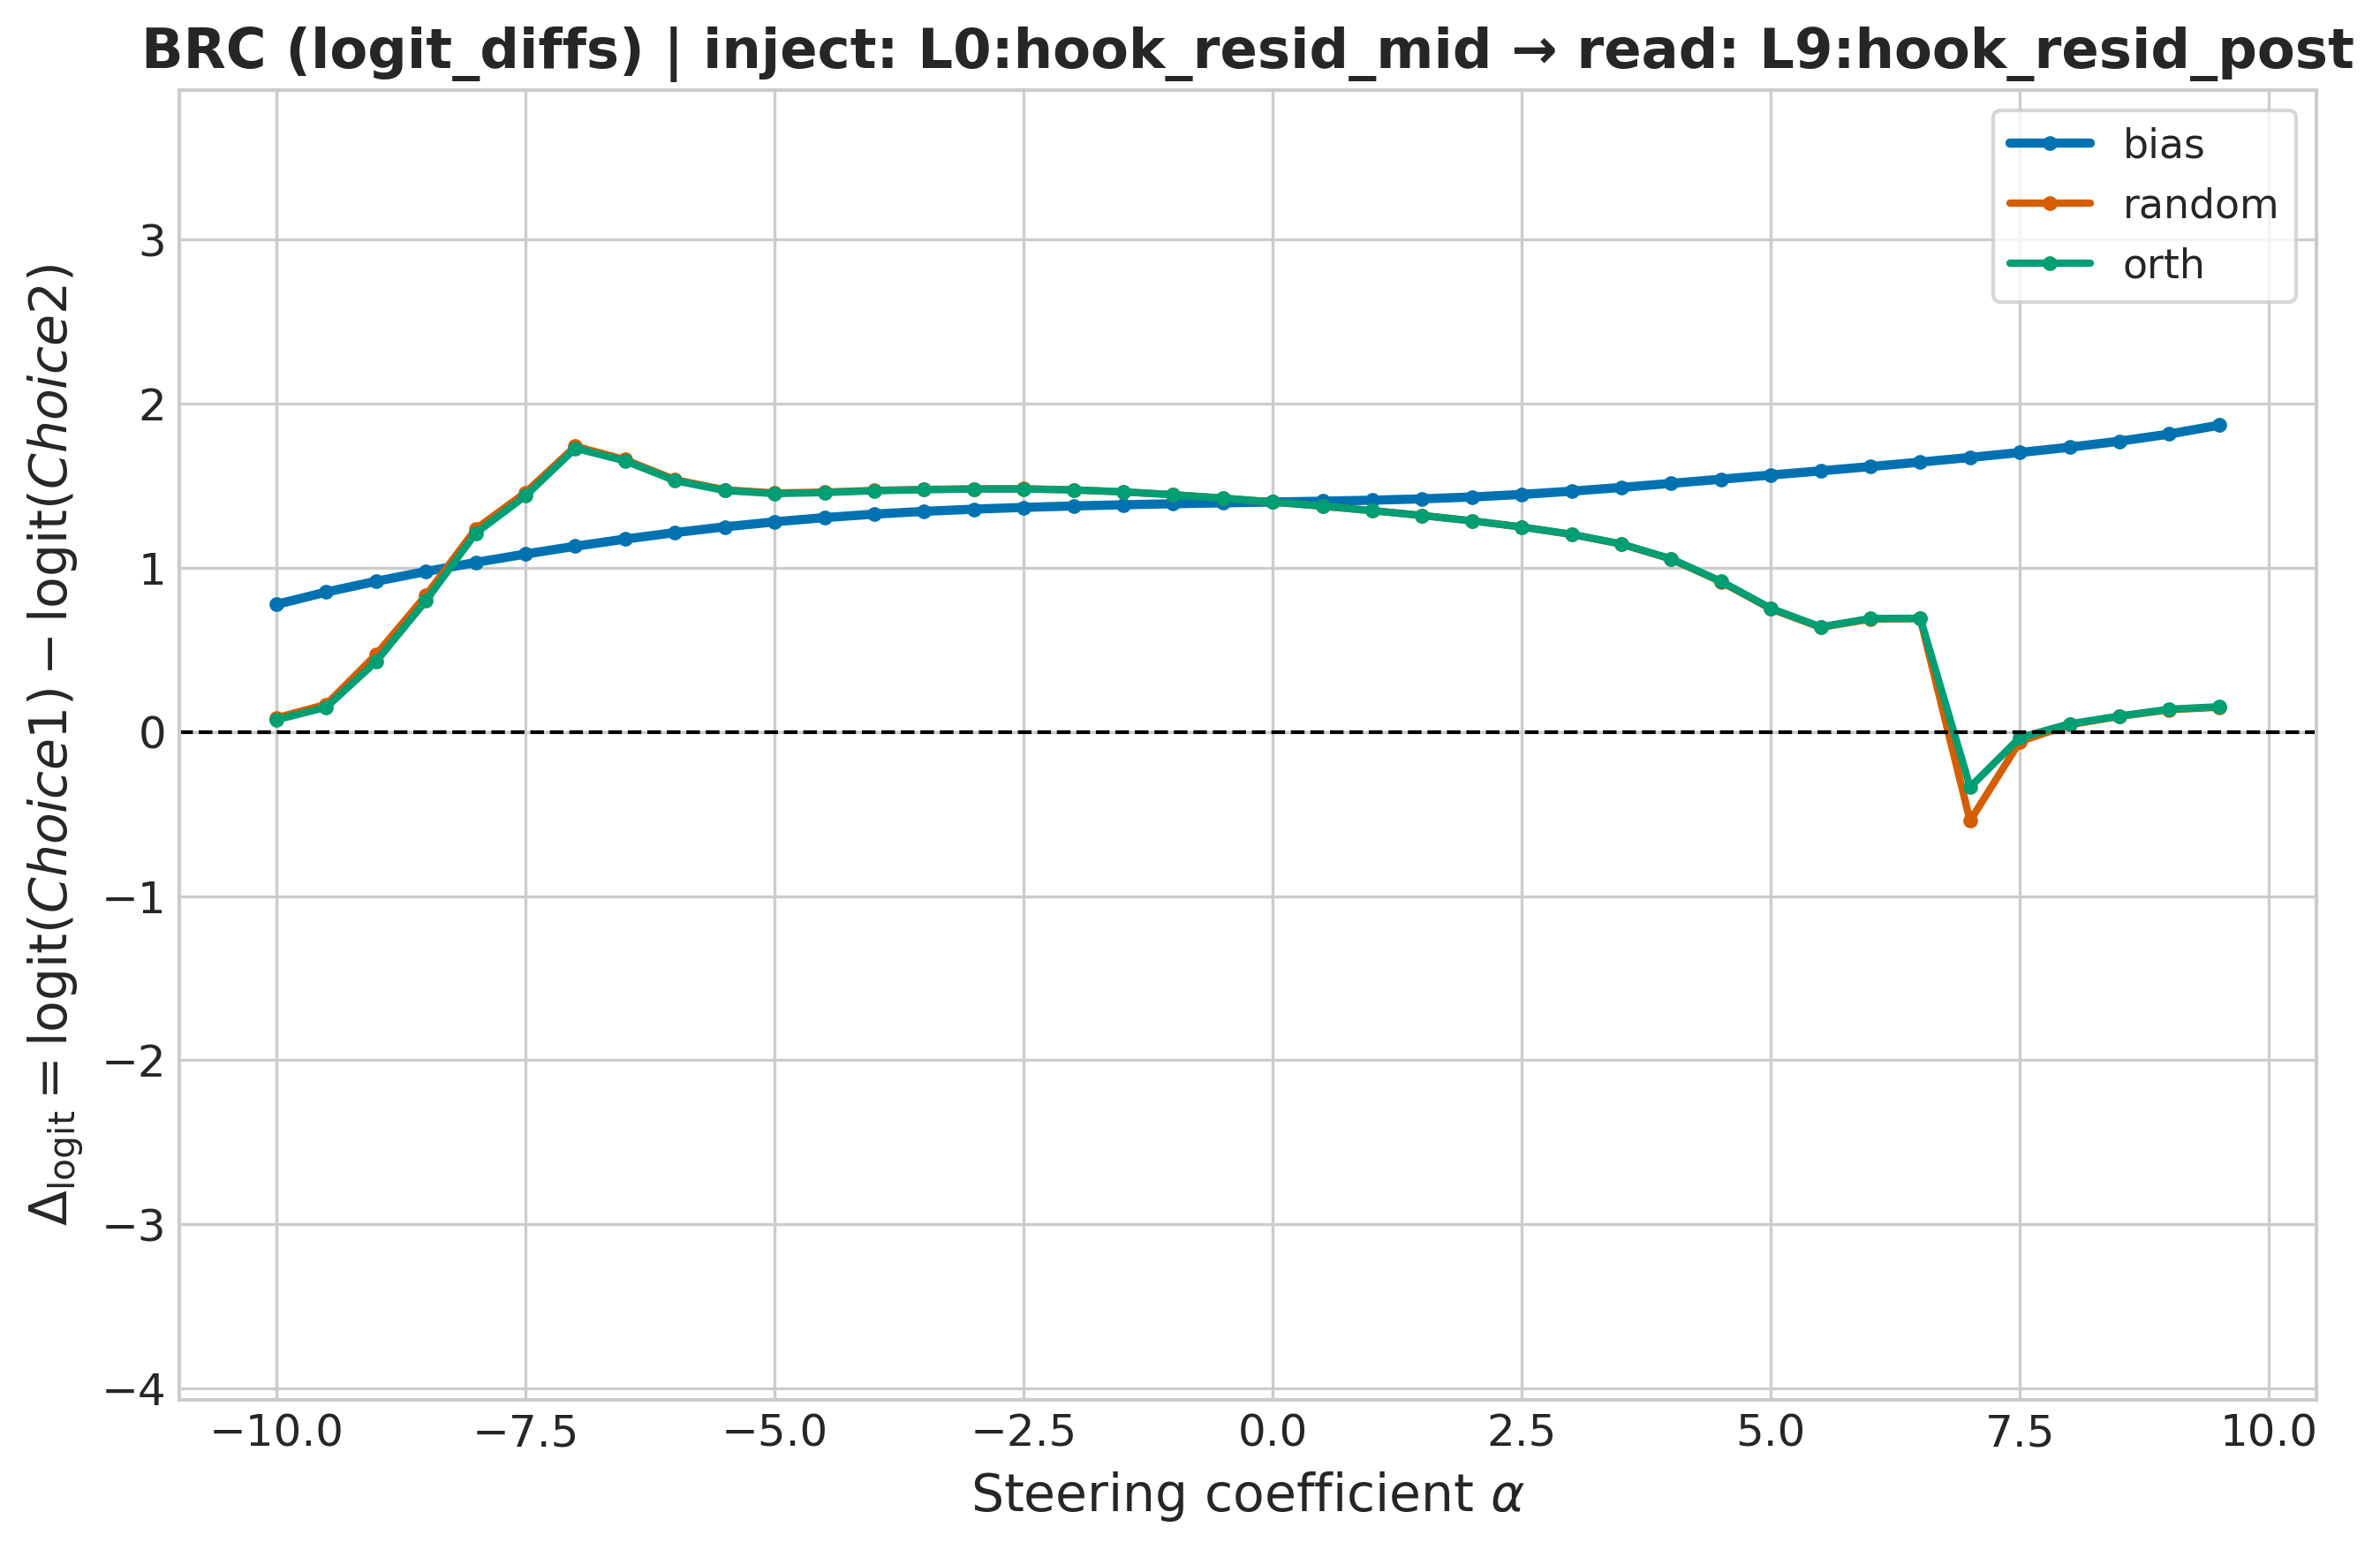 BRC (logit_diffs) | inject: L0:hook_resid_mid → read: L9:hook_resid_post
bias
random
orth
Δlogit = logit(Choice1) − logit(Choice2)
3
2
1
0
−1
−2
−3
−4
−10.0 −7.5 −5.0 −2.5 0.0 2.5 5.0 7.5 10.0
Steering coefficient α